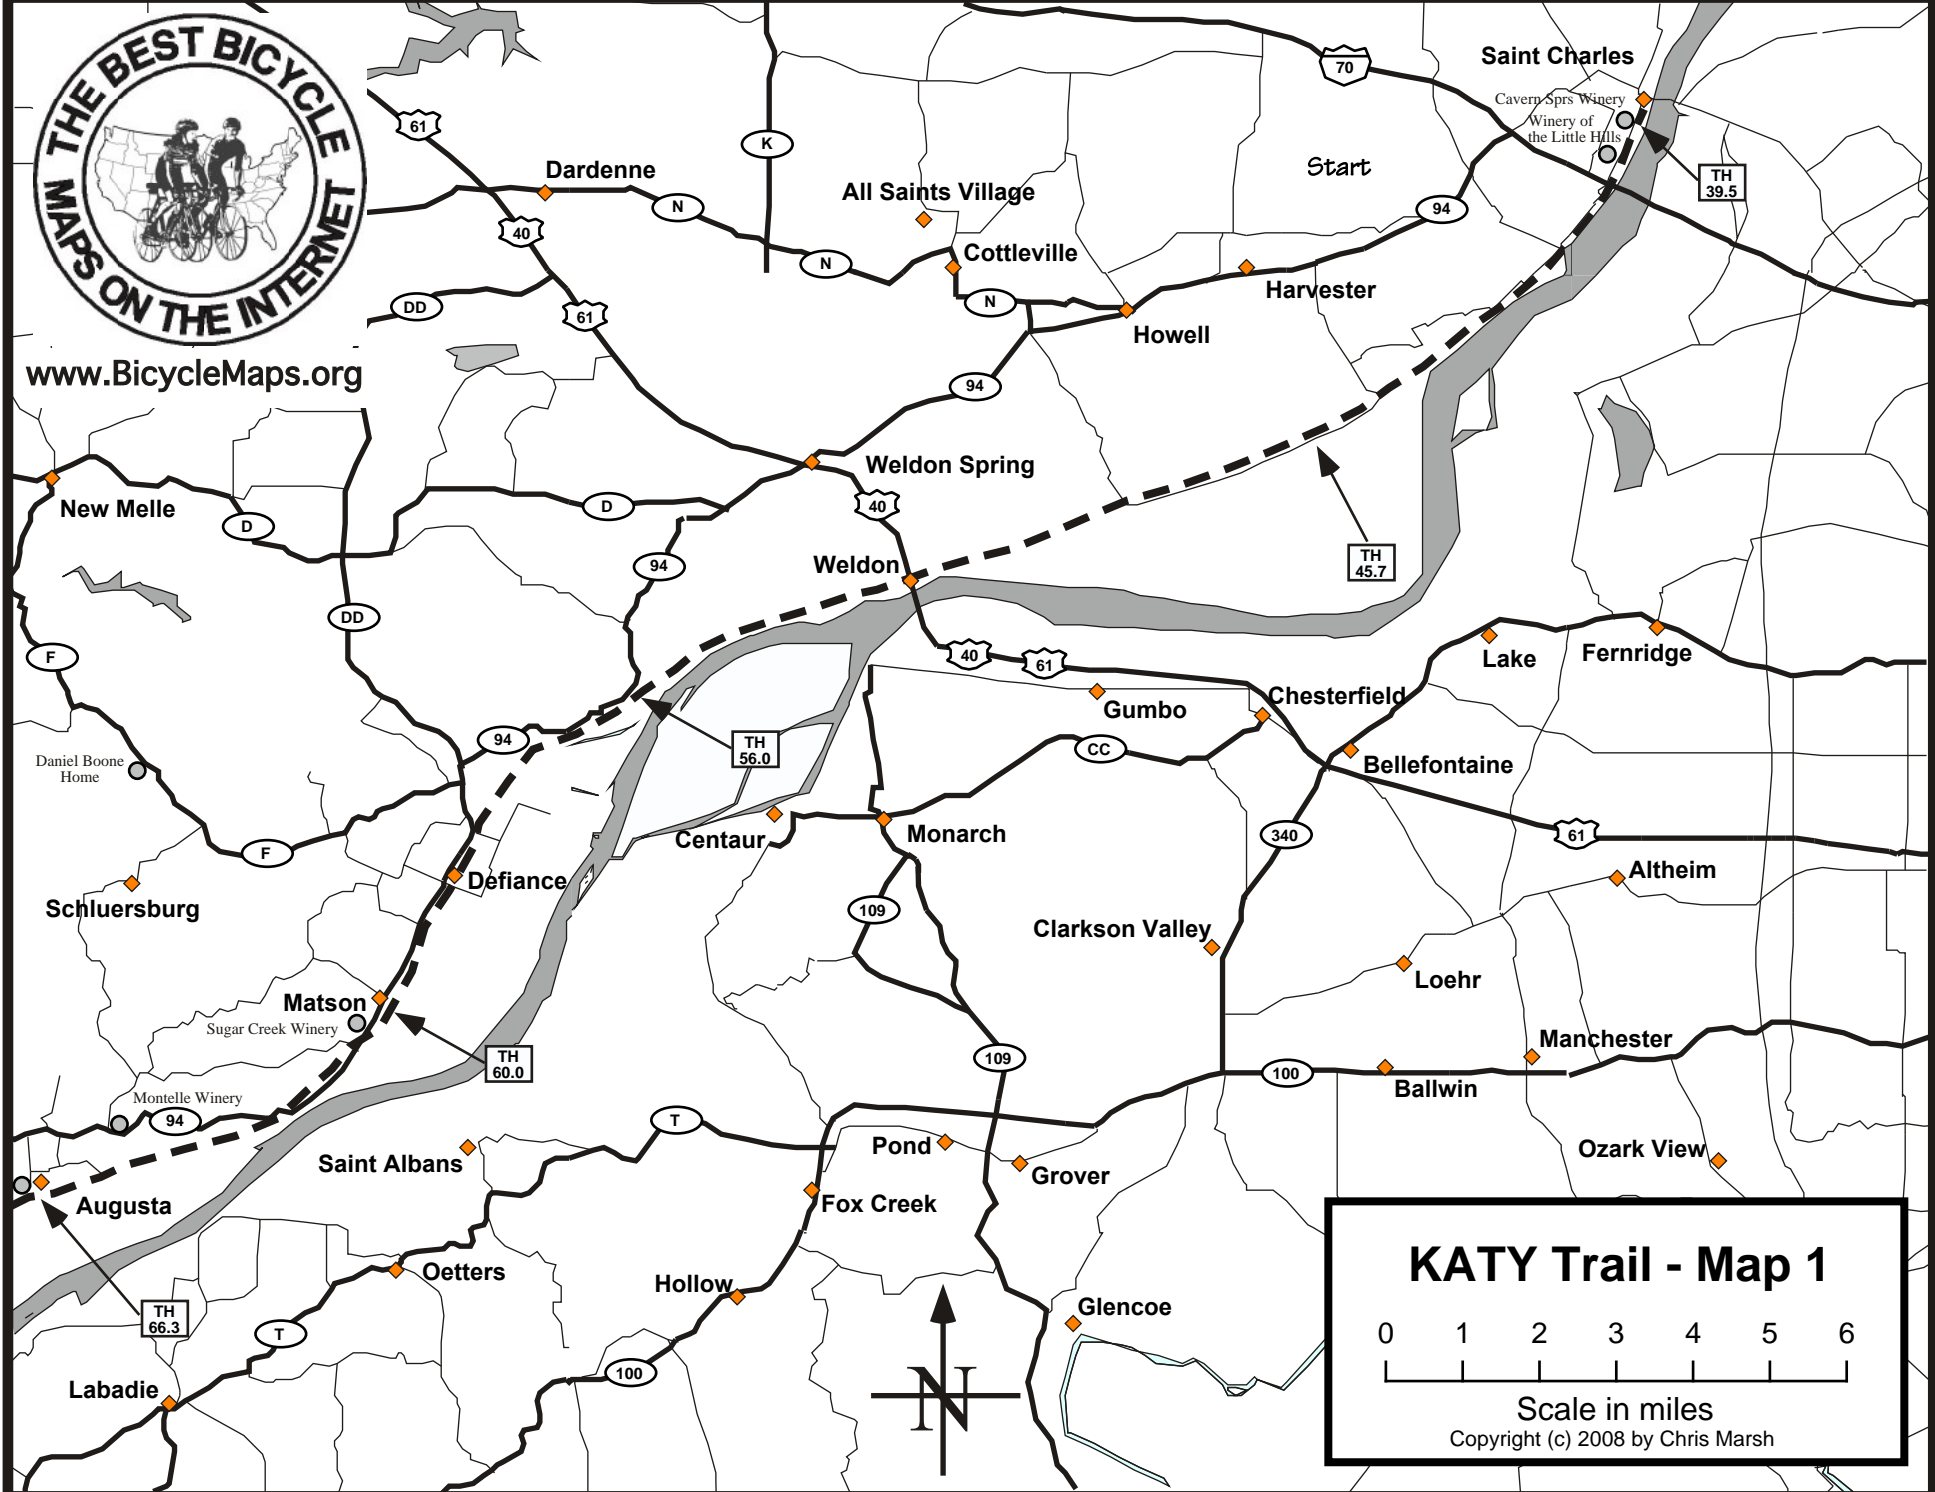 THE BEST BICYCLE
MAPS ON THE INTERNET
www.BicycleMaps.org
Saint Charles
70
Cavern Sprs Winery
Winery of
the Little Hills
61
K
Dardenne
Start
TH
39.5
All Saints Village
N
94
40
Cottleville
N
Harvester
DD
61
N
Howell
94
Weldon Spring
New Melle
D
D
40
TH
45.7
94
Weldon
DD
F
40
61
Lake
Fernridge
Chesterfield
Gumbo
94
TH
56.0
CC
Daniel Boone
Home
Bellefontaine
Centaur
Monarch
340
61
F
Altheim
Defiance
Schluersburg
109
Clarkson Valley
Loehr
Matson
Sugar Creek Winery
Manchester
TH
60.0
109
100
Ballwin
Montelle Winery
94
T
Pond
Ozark View
Saint Albans
Grover
Augusta
Fox Creek
Oetters
Hollow
Glencoe
TH
66.3
T
100
Labadie
N
KATY Trail - Map 1
0 1 2 3 4 5 6
Scale in miles
Copyright (c) 2008 by Chris Marsh